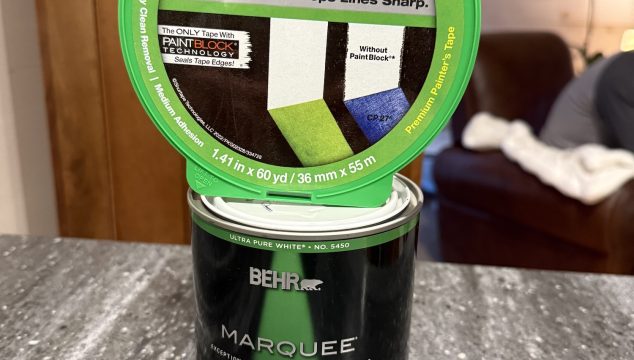 ps Lines Sharp.
The ONLY Tape With
PAINTBLOCK®
TECHNOLOGY
Seals Tape Edges!
Without
PaintBlock®*
CP 27®
y Clean Removal | Medium Adhesion
Premium Painter's Tape
1.41 in x 60 yd / 36 mm x 55 m
ULTRA PURE WHITE® • NO. 5450
BEHR
MARQUEE®